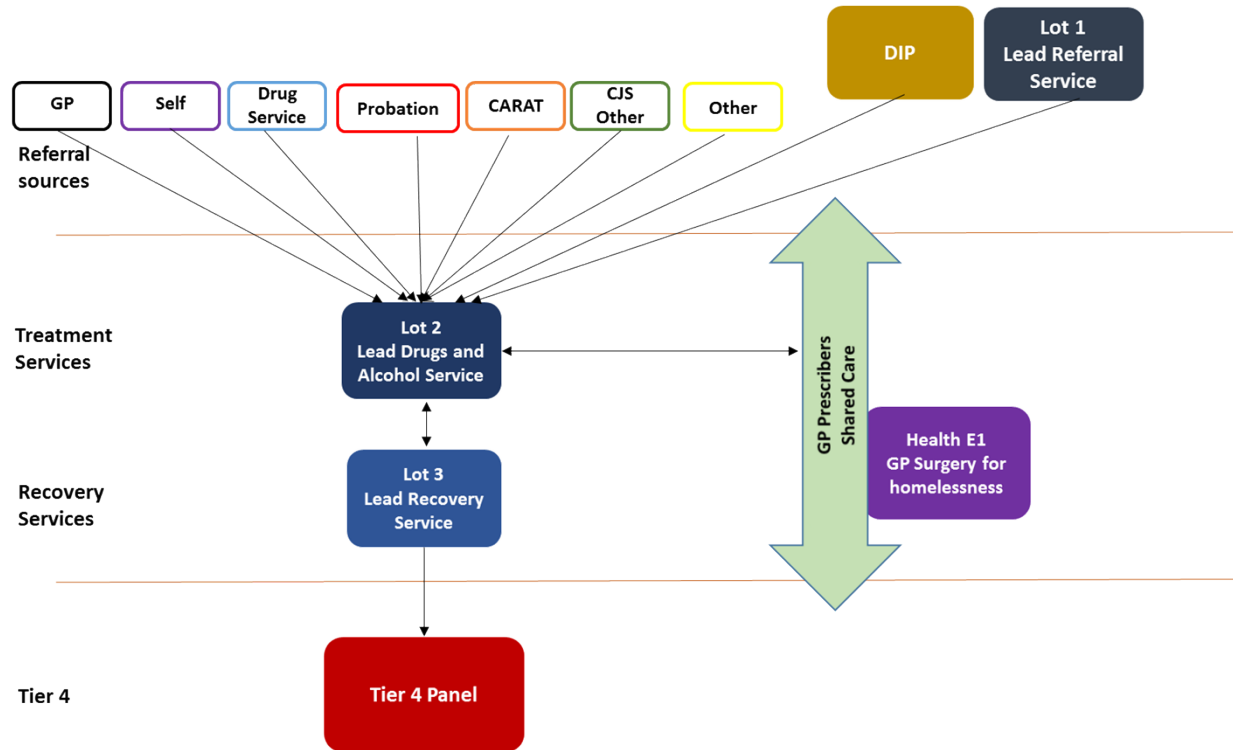 DIP
Lot 1
Lead Referral
Service
GP
Self
Drug
Service
Probation
CARAT
CJS
Other
Other
Referral
sources
Treatment
Services
Lot 2
Lead Drugs and
Alcohol Service
GP Prescribers
Shared Care
Health E1
GP Surgery for
homelessness
Recovery
Services
Lot 3
Lead Recovery
Service
Tier 4
Tier 4 Panel